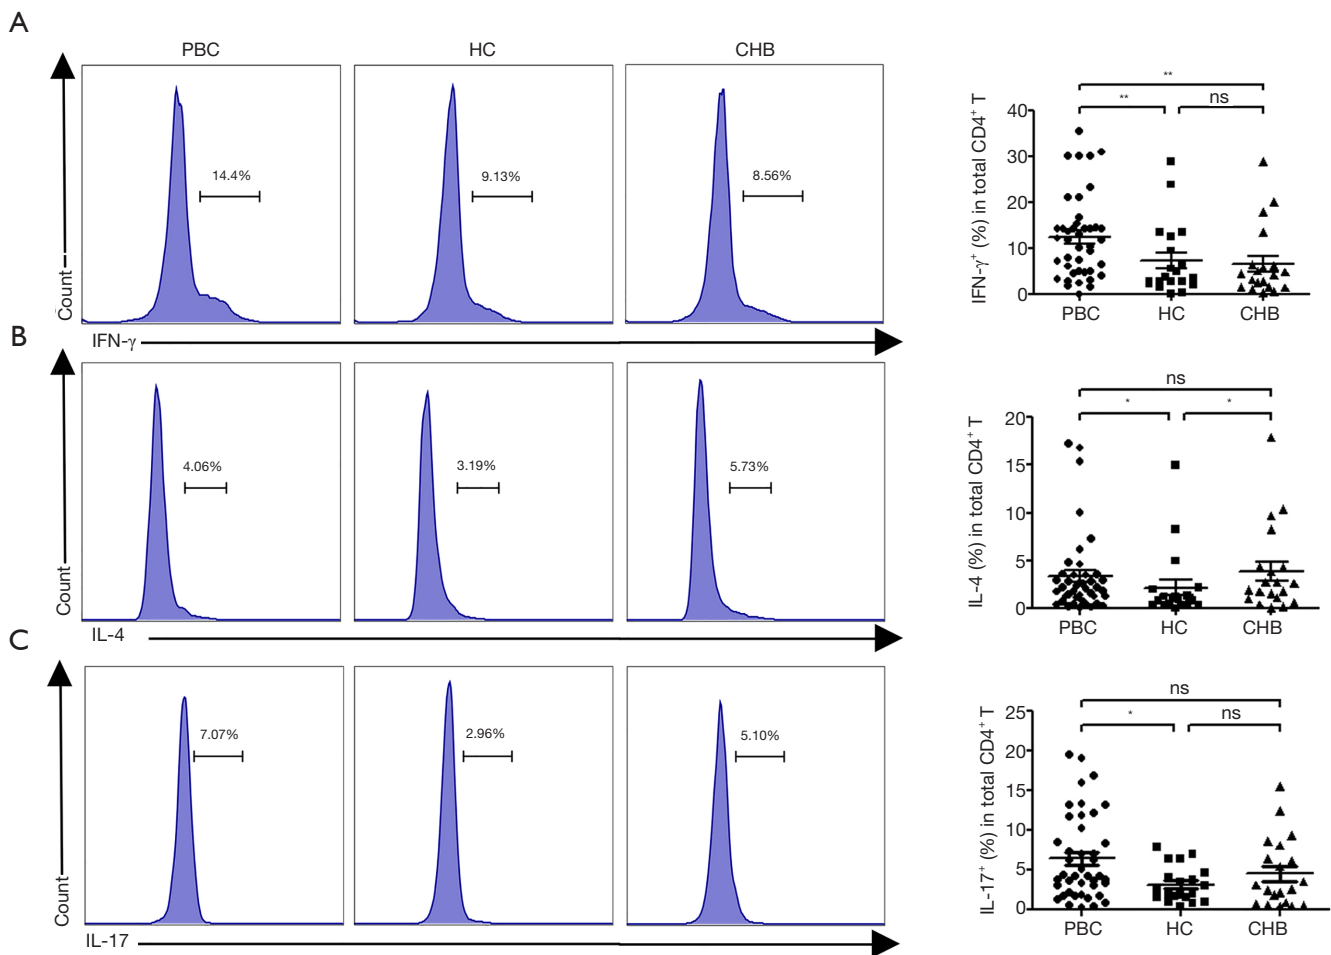 A
PBC HC CHB
14.4% 9.13% 8.56%
Count
IFN-γ
** 
** ns
IFN-γ⁺ (%) in total CD4⁺ T
40
30
20
10
0
PBC HC CHB
B
4.06% 3.19% 5.73%
Count
IL-4
ns
* *
IL-4 (%) in total CD4⁺ T
20
15
10
5
0
PBC HC CHB
C
7.07% 2.96% 5.10%
Count
IL-17
ns
* ns
IL-17⁺ (%) in total CD4⁺ T
25
20
15
10
5
0
PBC HC CHB